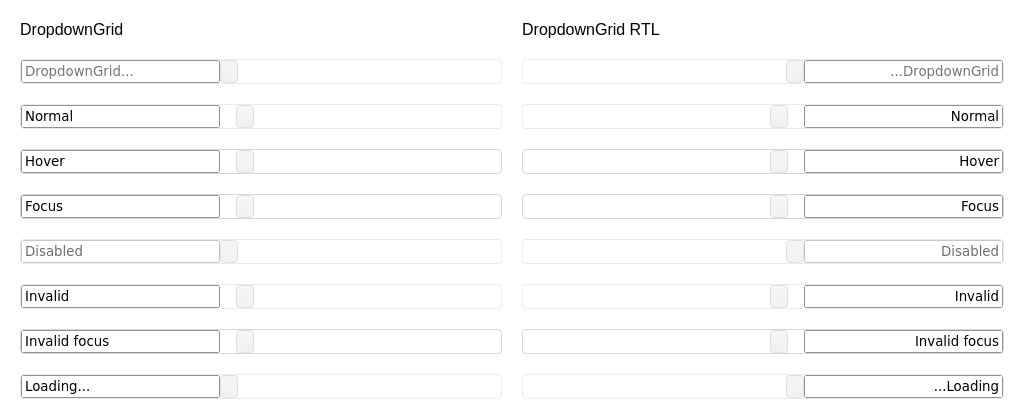 DropdownGrid
DropdownGrid...
Normal
Hover
Focus
Disabled
Invalid
Invalid focus
Loading...
DropdownGrid RTL
...DropdownGrid
Normal
Hover
Focus
Disabled
Invalid
Invalid focus
...Loading